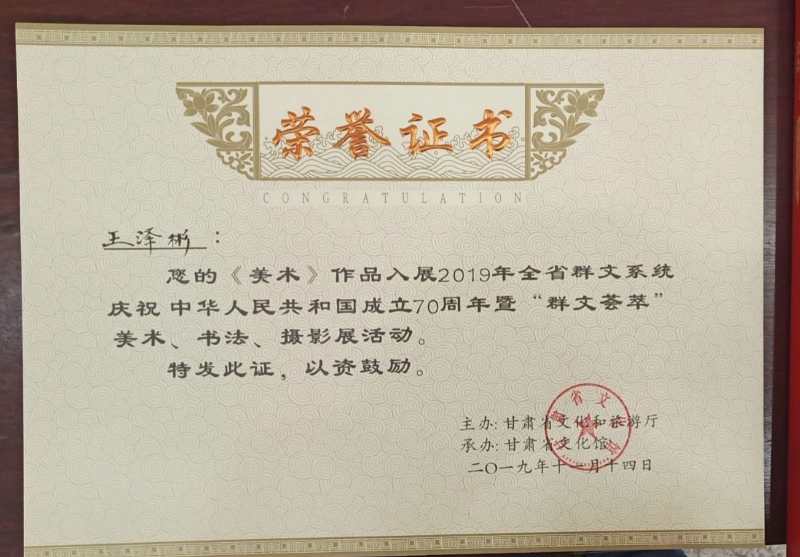 荣誉证书
CONGRATULATION
王泽彬：
您的《美术》作品入展2019年全省群文系统
庆祝 中华人民共和国成立70周年暨“群文荟萃”
美术、书法、摄影展活动。
特发此证，以资鼓励。
主办: 甘肃省文化和旅游厅
承办: 甘肃省文化馆
二〇一九年十一月十四日